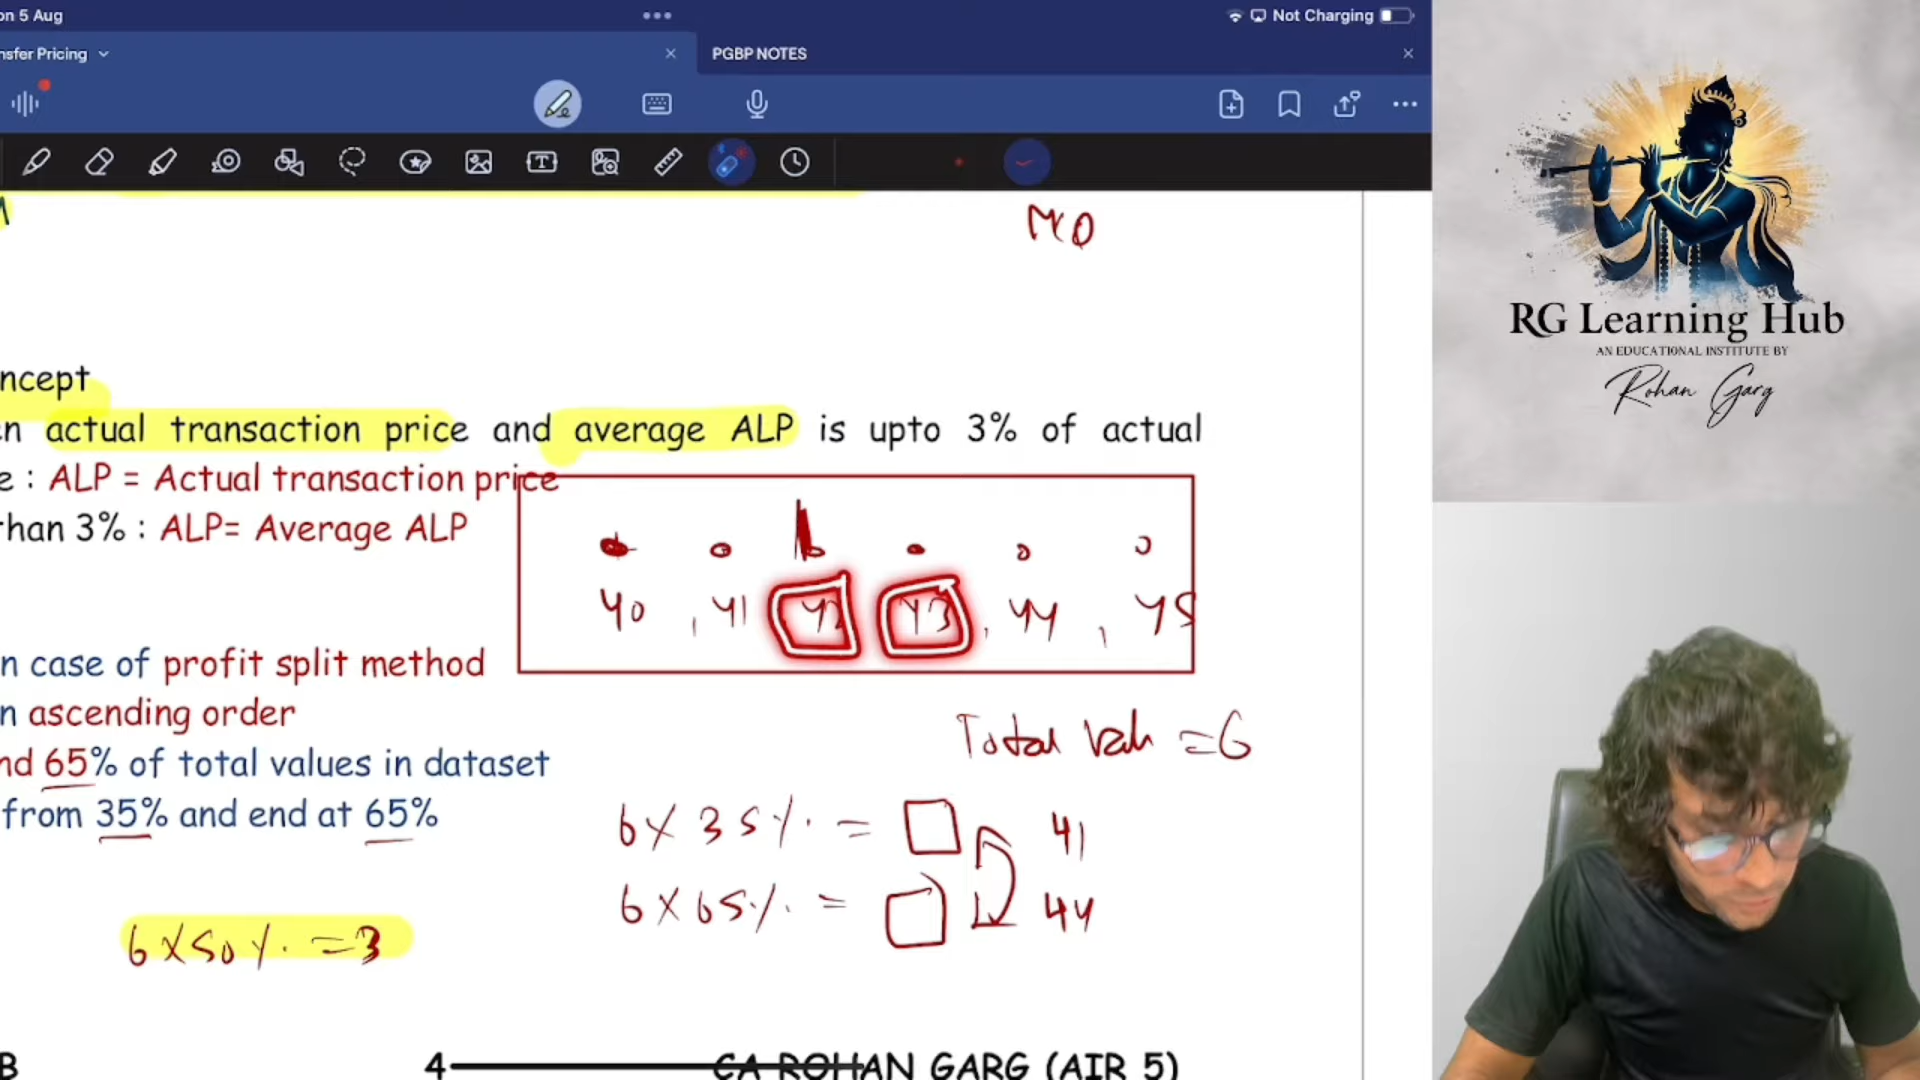 on 5 Aug
Not Charging
nsfer Pricing
PGBP NOTES
M
oncept
en actual transaction price and average ALP is upto 3% of actual
e : ALP = Actual transaction price
than 3% : ALP= Average ALP
40 , 41 42 43 , 44 , 45
n case of profit split method
n ascending order
nd 65% of total values in dataset
from 35% and end at 65%
Total = 6
6 x 35% = 41
6 x 65% = 44
6 x 50% = 3
B
4
CA ROHAN GARG (AIR 5)
RG Learning Hub
AN EDUCATIONAL INSTITUTE BY
Rohan Garg